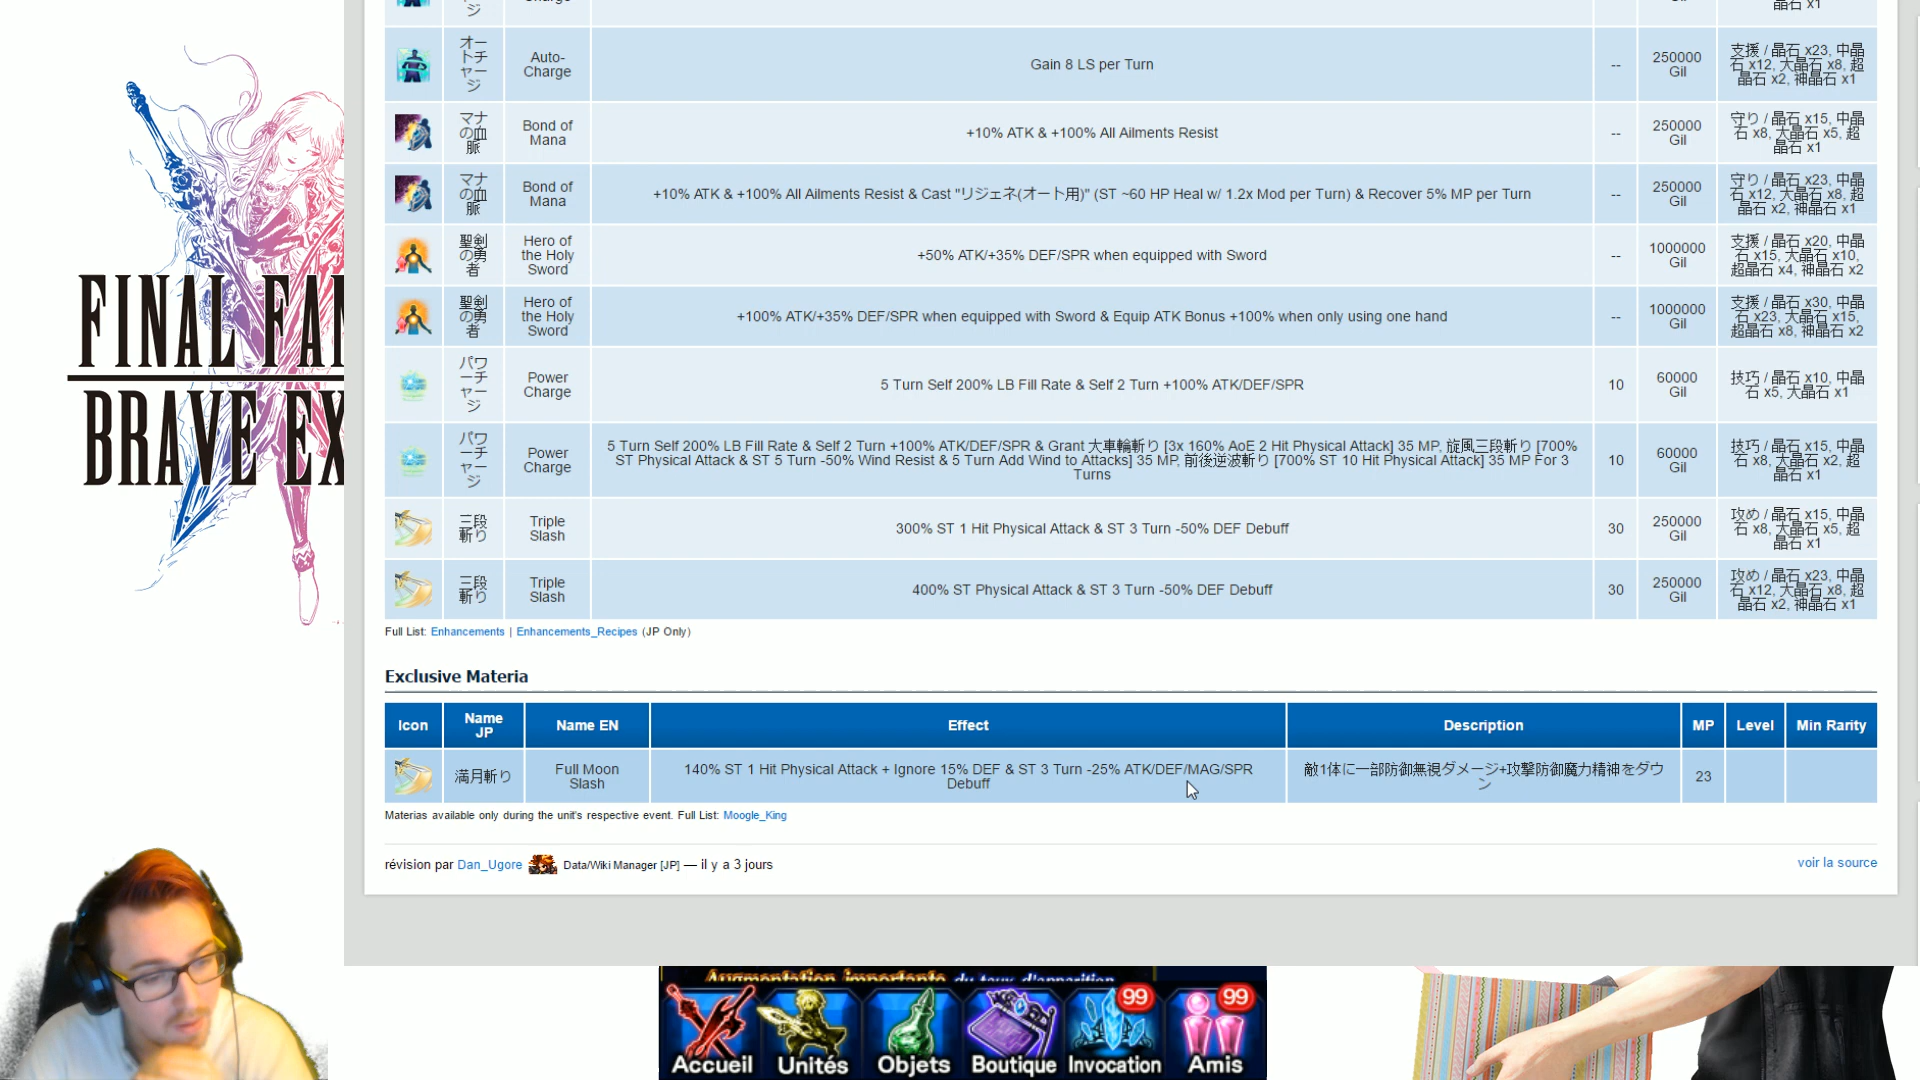 ジ
晶石 x1
オートチャージ
Auto-
Charge
Gain 8 LS per Turn
--
250000
Gil
支援 / 晶石 x23, 中晶
石 x12, 大晶石 x8, 超
晶石 x2, 神晶石 x1
マナの血脈
Bond of
Mana
+10% ATK & +100% All Ailments Resist
--
250000
Gil
守り / 晶石 x15, 中晶
石 x8, 大晶石 x5, 超
晶石 x1
マナの血脈
Bond of
Mana
+10% ATK & +100% All Ailments Resist & Cast "リジェネ(オート用)" (ST ~60 HP Heal w/ 1.2x Mod per Turn) & Recover 5% MP per Turn
--
250000
Gil
守り / 晶石 x23, 中晶
石 x12, 大晶石 x8, 超
晶石 x2, 神晶石 x1
聖剣の勇者
Hero of
the Holy
Sword
+50% ATK/+35% DEF/SPR when equipped with Sword
--
1000000
Gil
支援 / 晶石 x20, 中晶
石 x15, 大晶石 x10,
超晶石 x4, 神晶石 x2
聖剣の勇者
Hero of
the Holy
Sword
+100% ATK/+35% DEF/SPR when equipped with Sword & Equip ATK Bonus +100% when only using one hand
--
1000000
Gil
支援 / 晶石 x30, 中晶
石 x23, 大晶石 x15,
超晶石 x8, 神晶石 x2
パワーチャージ
Power
Charge
5 Turn Self 200% LB Fill Rate & Self 2 Turn +100% ATK/DEF/SPR
10
60000
Gil
技巧 / 晶石 x10, 中晶
石 x5, 大晶石 x1
パワーチャージ
Power
Charge
5 Turn Self 200% LB Fill Rate & Self 2 Turn +100% ATK/DEF/SPR & Grant 大車輪斬り [3x 160% AoE 2 Hit Physical Attack] 35 MP, 旋風三段斬り [700%
ST Physical Attack & ST 5 Turn -50% Wind Resist & 5 Turn Add Wind to Attacks] 35 MP, 前後逆波斬り [700% ST 10 Hit Physical Attack] 35 MP For 3
Turns
10
60000
Gil
技巧 / 晶石 x15, 中晶
石 x8, 大晶石 x2, 超
晶石 x1
三段斬り
Triple
Slash
300% ST 1 Hit Physical Attack & ST 3 Turn -50% DEF Debuff
30
250000
Gil
攻め / 晶石 x15, 中晶
石 x8, 大晶石 x5, 超
晶石 x1
三段斬り
Triple
Slash
400% ST Physical Attack & ST 3 Turn -50% DEF Debuff
30
250000
Gil
攻め / 晶石 x23, 中晶
石 x12, 大晶石 x8, 超
晶石 x2, 神晶石 x1
Full List: Enhancements | Enhancements_Recipes (JP Only)
Exclusive Materia
Icon
Name
JP
Name EN
Effect
Description
MP
Level
Min Rarity
満月斬り
Full Moon
Slash
140% ST 1 Hit Physical Attack + Ignore 15% DEF & ST 3 Turn -25% ATK/DEF/MAG/SPR
Debuff
敵1体に一部防御無視ダメージ+攻撃防御魔力精神をダウ
ン
23
Materias available only during the unit's respective event. Full List: Moogle_King
révision par Dan_Ugore Data/Wiki Manager [JP] — il y a 3 jours
voir la source
FINAL FAN
BRAVE EX
Augmentation importante du taux d'apparition
99
99
Accueil
Unités
Objets
Boutique
Invocation
Amis